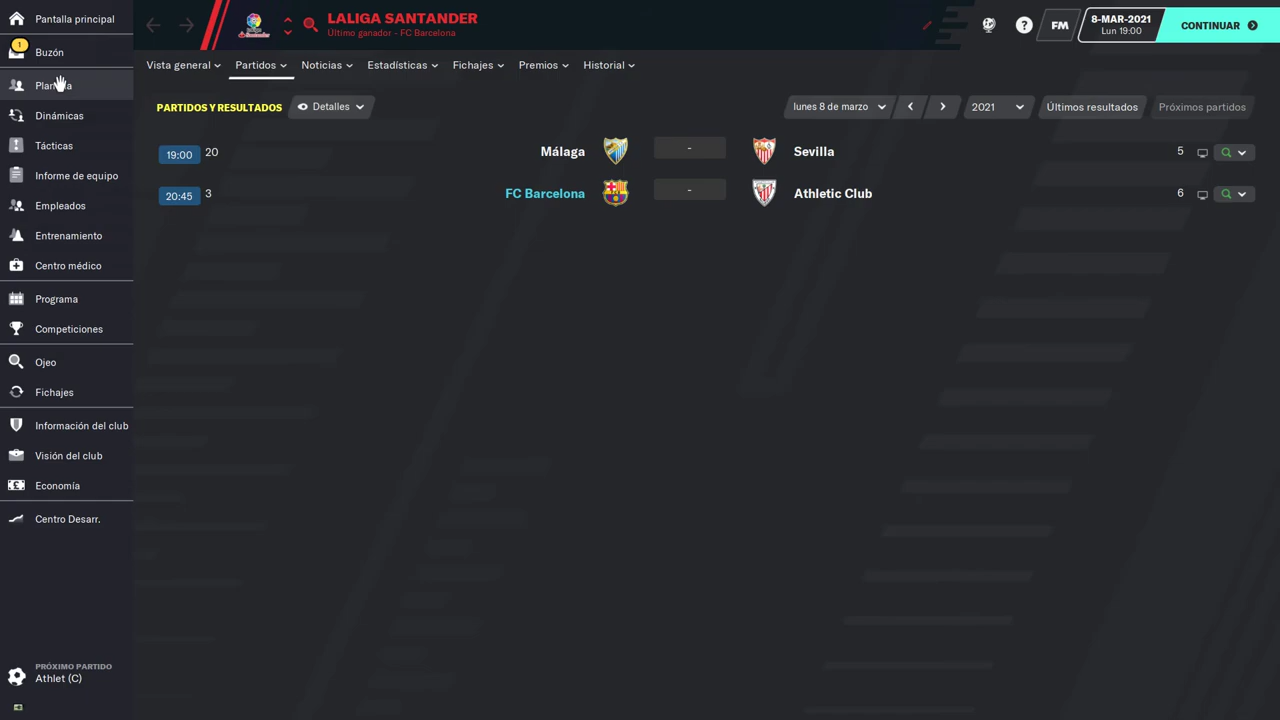 Pantalla principal
1
Buzón
Dinámicas
Tácticas
Informe de equipo
Empleados
Entrenamiento
Centro médico
Programa
Competiciones
Ojeo
Fichajes
Información del club
Visión del club
Economía
Centro Desarr.
PRÓXIMO PARTIDO
Athlet (C)
LALIGA SANTANDER
Último ganador - FC Barcelona
FM
8-MAR-2021
Lun 19:00
CONTINUAR
Vista general Partidos Noticias Estadísticas Fichajes Premios Historial
PARTIDOS Y RESULTADOS Detalles lunes 8 de marzo 2021 Últimos resultados Próximos partidos
19:00 20 Málaga - Sevilla 5
20:45 3 FC Barcelona - Athletic Club 6